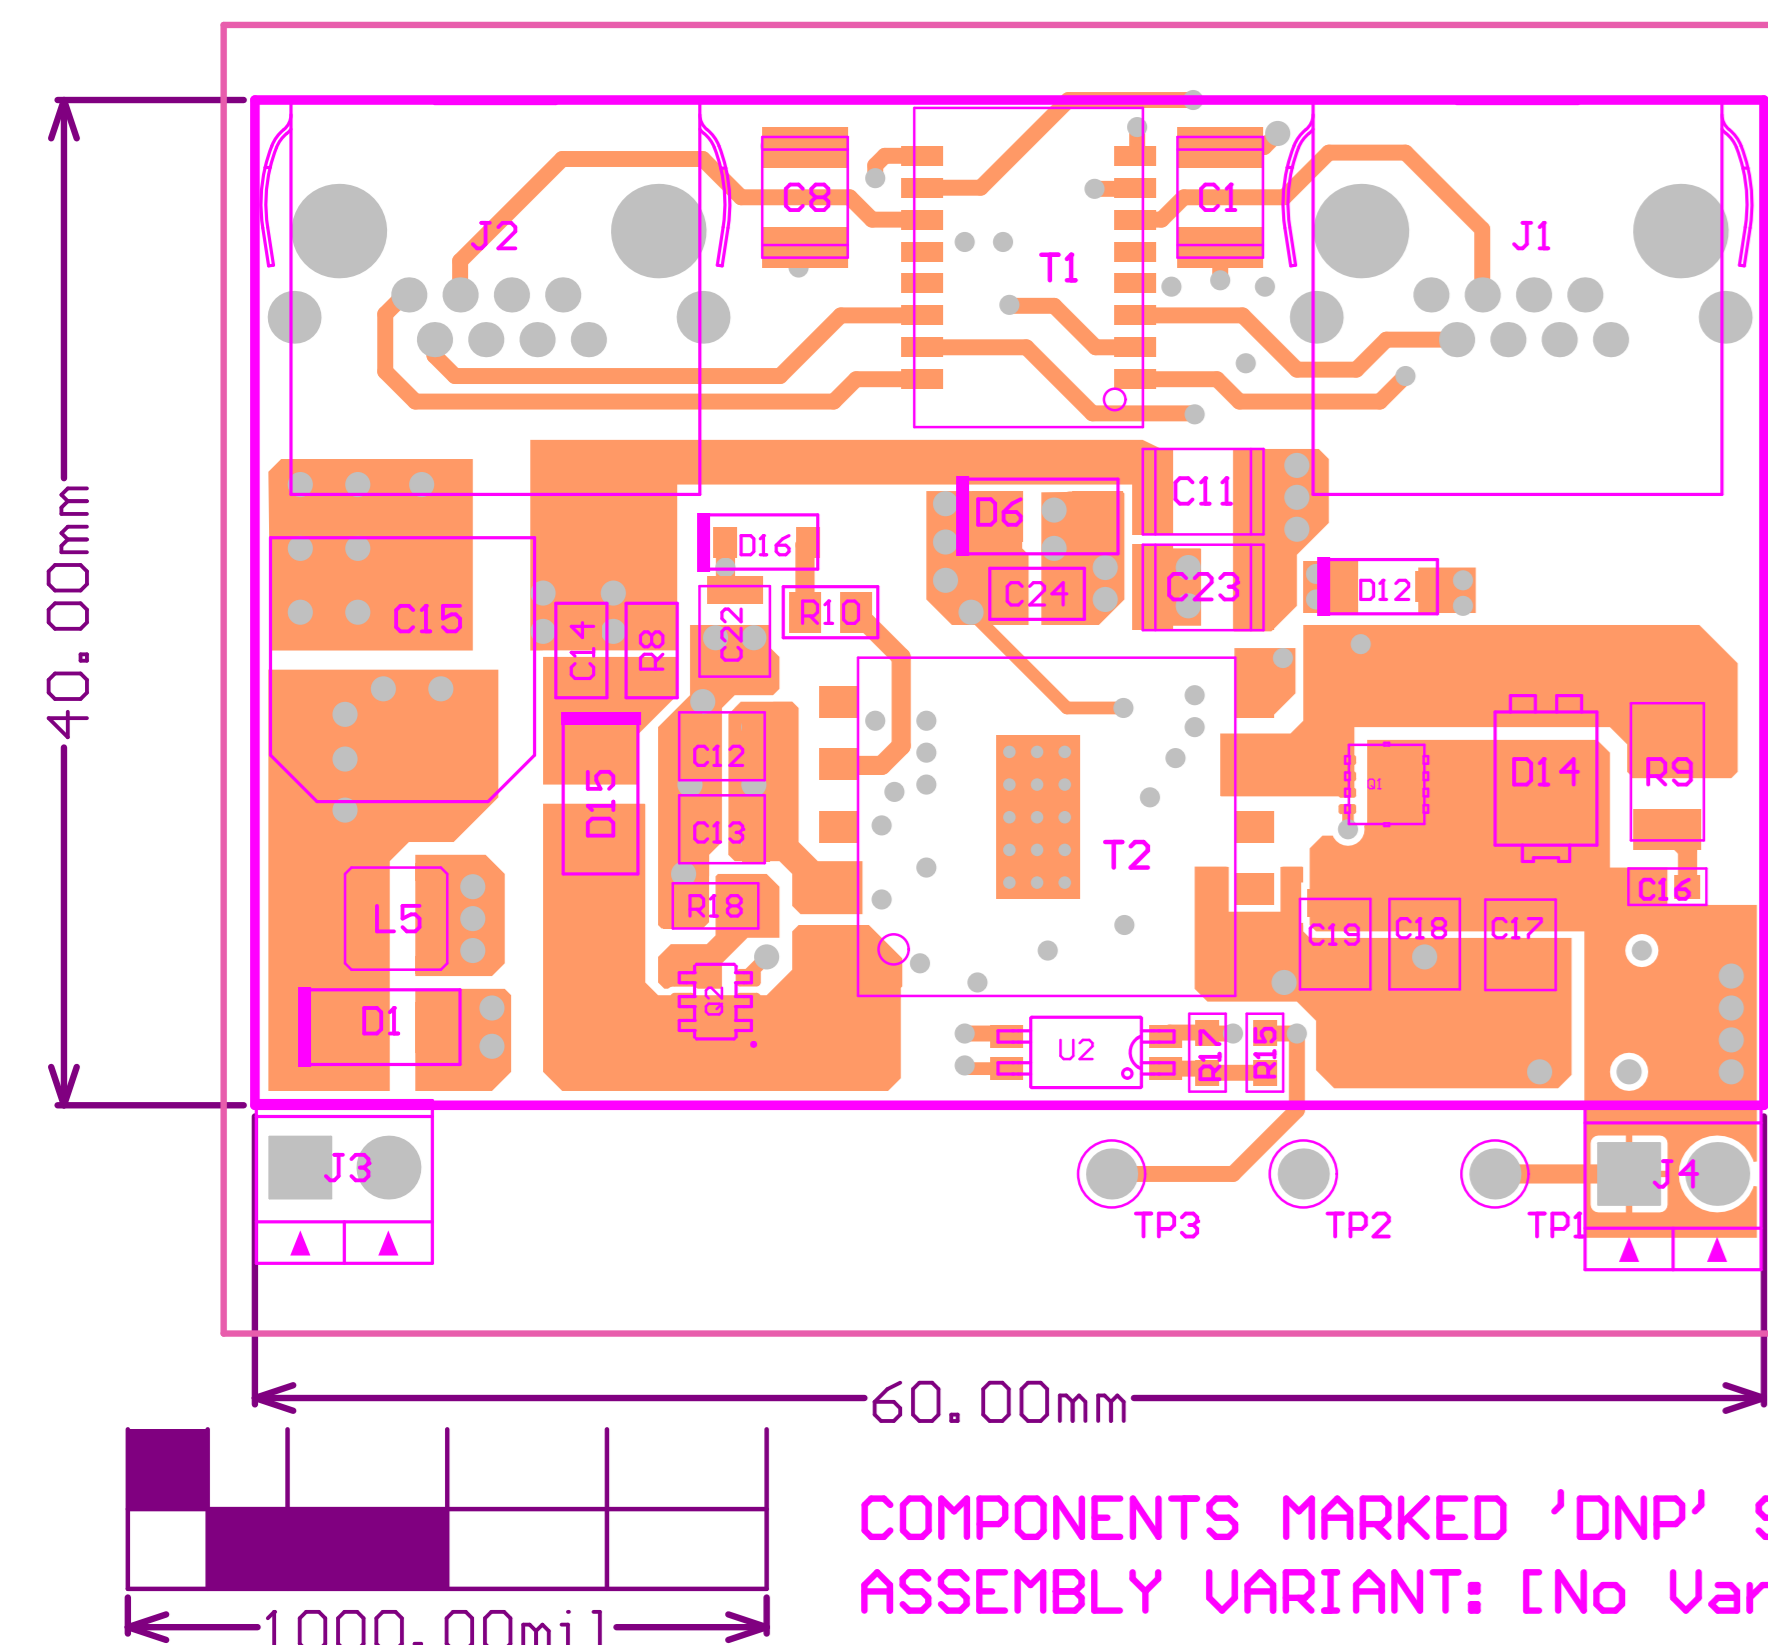 J2
C8
C1
J1
T1
40.00mm
C11
D6
D16
C24
C23
D12
C15
C14
R8
C22
R10
C12
D15
C13
T2
Q1
D14
R9
L5
R18
C19
C18
C17
C16
D1
Q2
U2
R17
R15
J3
J4
TP3
TP2
TP1
60.00mm
COMPONENTS MARKED 'DNP'
ASSEMBLY VARIANT: [No
1000.00mil